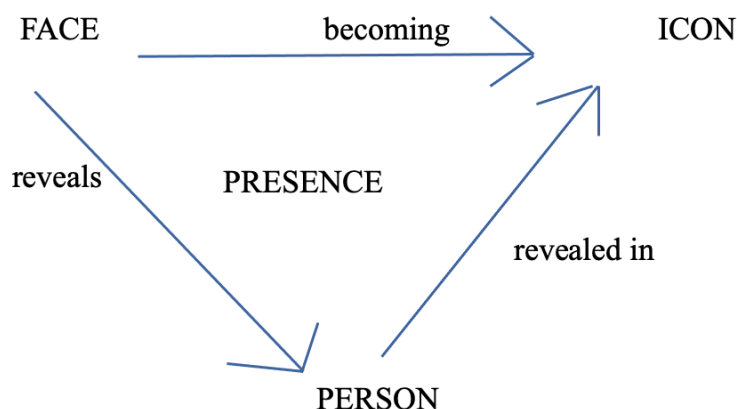 FACE becoming ICON
reveals PRESENCE
revealed in
PERSON